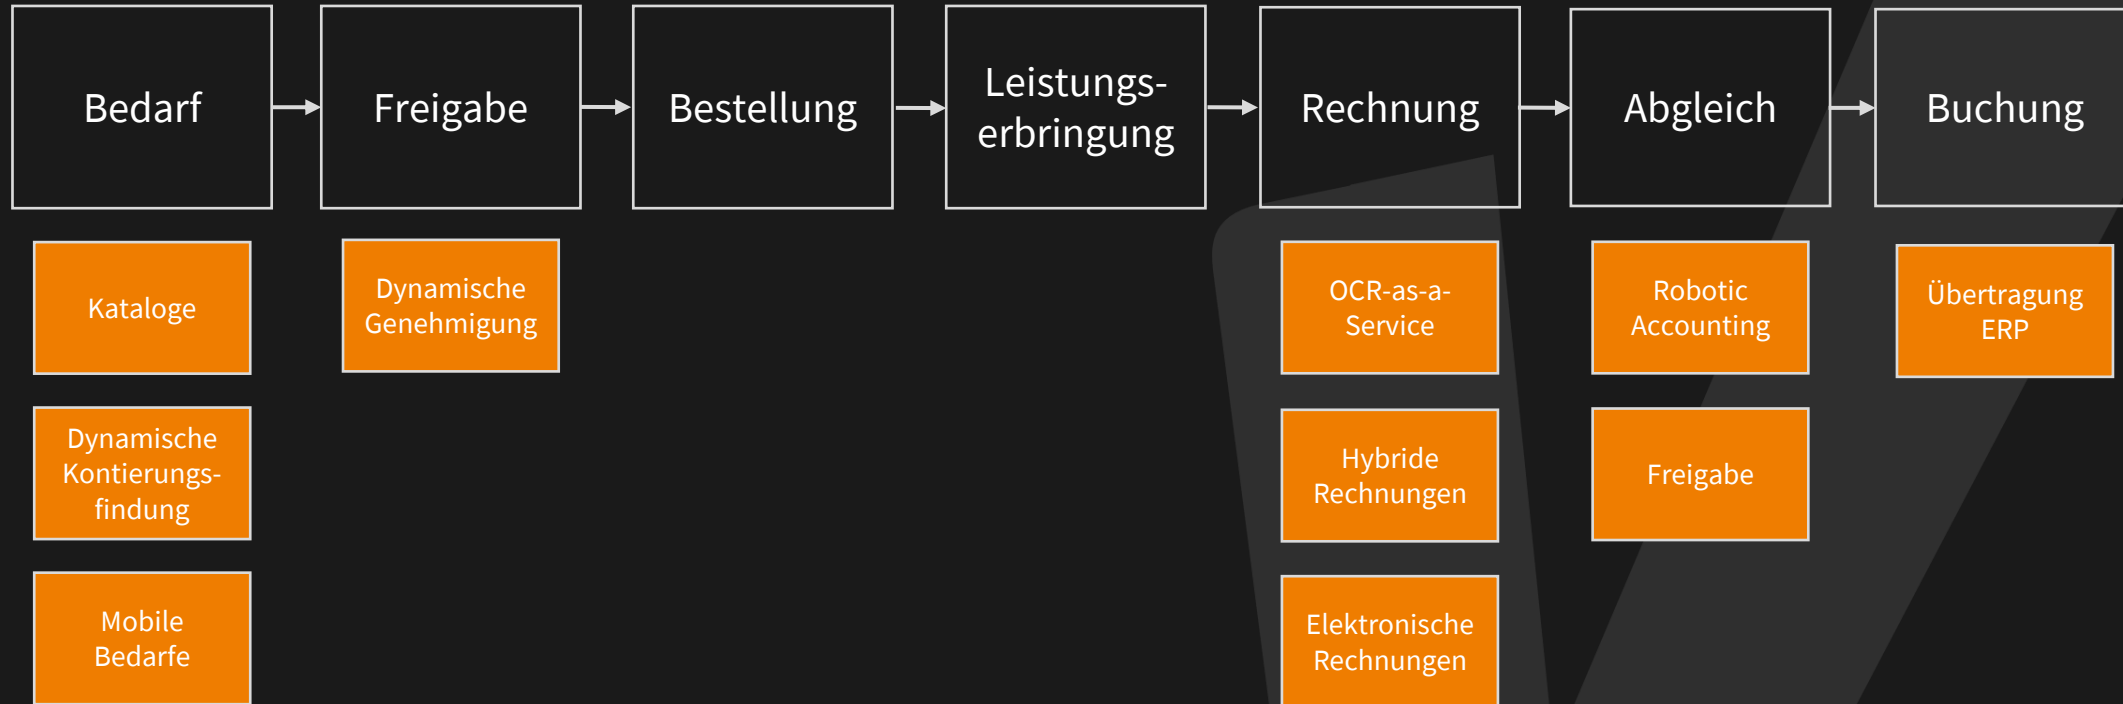 Bedarf
Freigabe
Bestellung
Leistungs-
erbringung
Rechnung
Abgleich
Buchung
Kataloge
Dynamische
Kontierungs-
findung
Mobile
Bedarfe
Dynamische
Genehmigung
OCR-as-a-
Service
Hybride
Rechnungen
Elektronische
Rechnungen
Robotic
Accounting
Freigabe
Übertragung
ERP